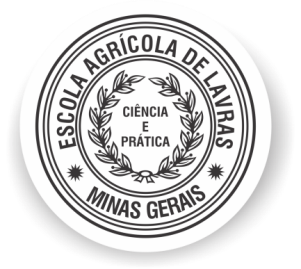 ESCOLA AGRÍCOLA DE LAVRAS
CIÊNCIA
E
PRÁTICA
MINAS GERAIS